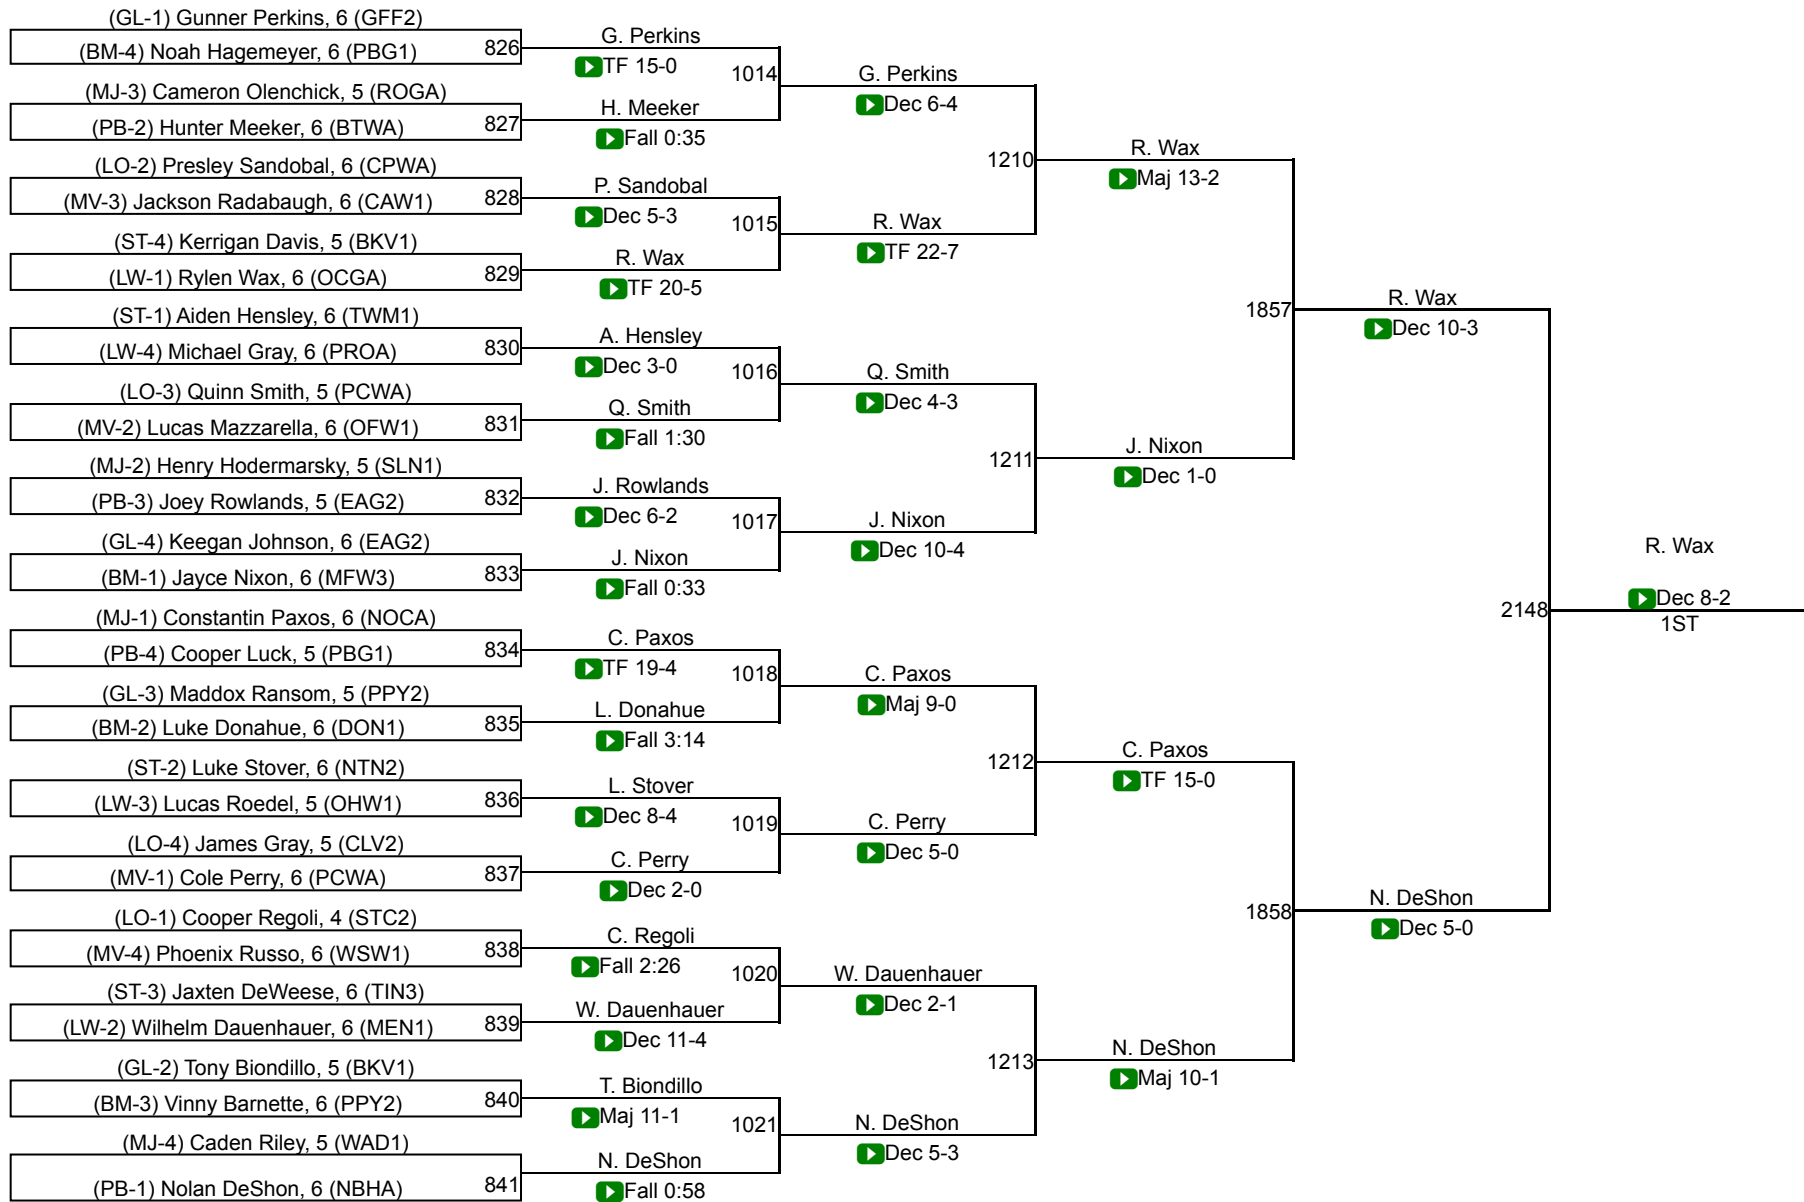 (GL-1) Gunner Perkins, 6 (GFF2)
(BM-4) Noah Hagemeyer, 6 (PBG1)
826
(MJ-3) Cameron Olenchick, 5 (ROGA)
(PB-2) Hunter Meeker, 6 (BTWA)
827
(LO-2) Presley Sandobal, 6 (CPWA)
(MV-3) Jackson Radabaugh, 6 (CAW1)
828
(ST-4) Kerrigan Davis, 5 (BKV1)
(LW-1) Rylen Wax, 6 (OCGA)
829
(ST-1) Aiden Hensley, 6 (TWM1)
(LW-4) Michael Gray, 6 (PROA)
830
(LO-3) Quinn Smith, 5 (PCWA)
(MV-2) Lucas Mazzarella, 6 (OFW1)
831
(MJ-2) Henry Hodermarsky, 5 (SLN1)
(PB-3) Joey Rowlands, 5 (EAG2)
832
(GL-4) Keegan Johnson, 6 (EAG2)
(BM-1) Jayce Nixon, 6 (MFW3)
833
(MJ-1) Constantin Paxos, 6 (NOCA)
(PB-4) Cooper Luck, 5 (PBG1)
834
(GL-3) Maddox Ransom, 5 (PPY2)
(BM-2) Luke Donahue, 6 (DON1)
835
(ST-2) Luke Stover, 6 (NTN2)
(LW-3) Lucas Roedel, 5 (OHW1)
836
(LO-4) James Gray, 5 (CLV2)
(MV-1) Cole Perry, 6 (PCWA)
837
(LO-1) Cooper Regoli, 4 (STC2)
(MV-4) Phoenix Russo, 6 (WSW1)
838
(ST-3) Jaxten DeWeese, 6 (TIN3)
(LW-2) Wilhelm Dauenhauer, 6 (MEN1)
839
(GL-2) Tony Biondillo, 5 (BKV1)
(BM-3) Vinny Barnette, 6 (PPY2)
840
(MJ-4) Caden Riley, 5 (WAD1)
(PB-1) Nolan DeShon, 6 (NBHA)
841
G. Perkins
TF 15-0
1014
H. Meeker
Fall 0:35
P. Sandobal
Dec 5-3
1015
R. Wax
TF 20-5
A. Hensley
Dec 3-0
1016
Q. Smith
Fall 1:30
J. Rowlands
Dec 6-2
1017
J. Nixon
Fall 0:33
C. Paxos
TF 19-4
1018
L. Donahue
Fall 3:14
L. Stover
Dec 8-4
1019
C. Perry
Dec 2-0
C. Regoli
Fall 2:26
1020
W. Dauenhauer
Dec 11-4
T. Biondillo
Maj 11-1
1021
N. DeShon
Fall 0:58
G. Perkins
Dec 6-4
1210
R. Wax
TF 22-7
Q. Smith
Dec 4-3
1211
J. Nixon
Dec 10-4
C. Paxos
Maj 9-0
1212
C. Perry
Dec 5-0
W. Dauenhauer
Dec 2-1
1213
N. DeShon
Dec 5-3
R. Wax
Maj 13-2
1857
J. Nixon
Dec 1-0
C. Paxos
TF 15-0
1858
N. DeShon
Maj 10-1
R. Wax
Dec 10-3
2148
N. DeShon
Dec 5-0
R. Wax
Dec 8-2
1ST